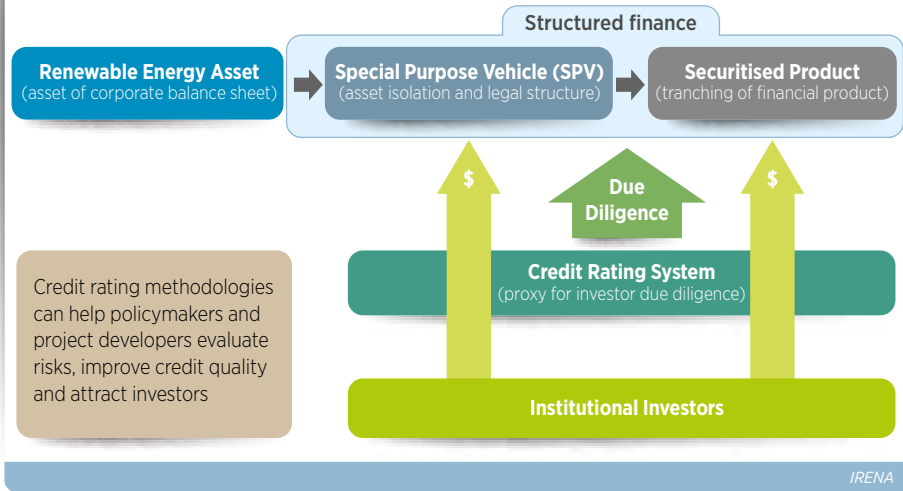 Structured finance
Renewable Energy Asset
(asset of corporate balance sheet)
Special Purpose Vehicle (SPV)
(asset isolation and legal structure)
Securitised Product
(tranching of financial product)
$
Due
Diligence
$
Credit Rating System
(proxy for investor due diligence)
Credit rating methodologies
can help policymakers and
project developers evaluate
risks, improve credit quality
and attract investors
Institutional Investors
IRENA